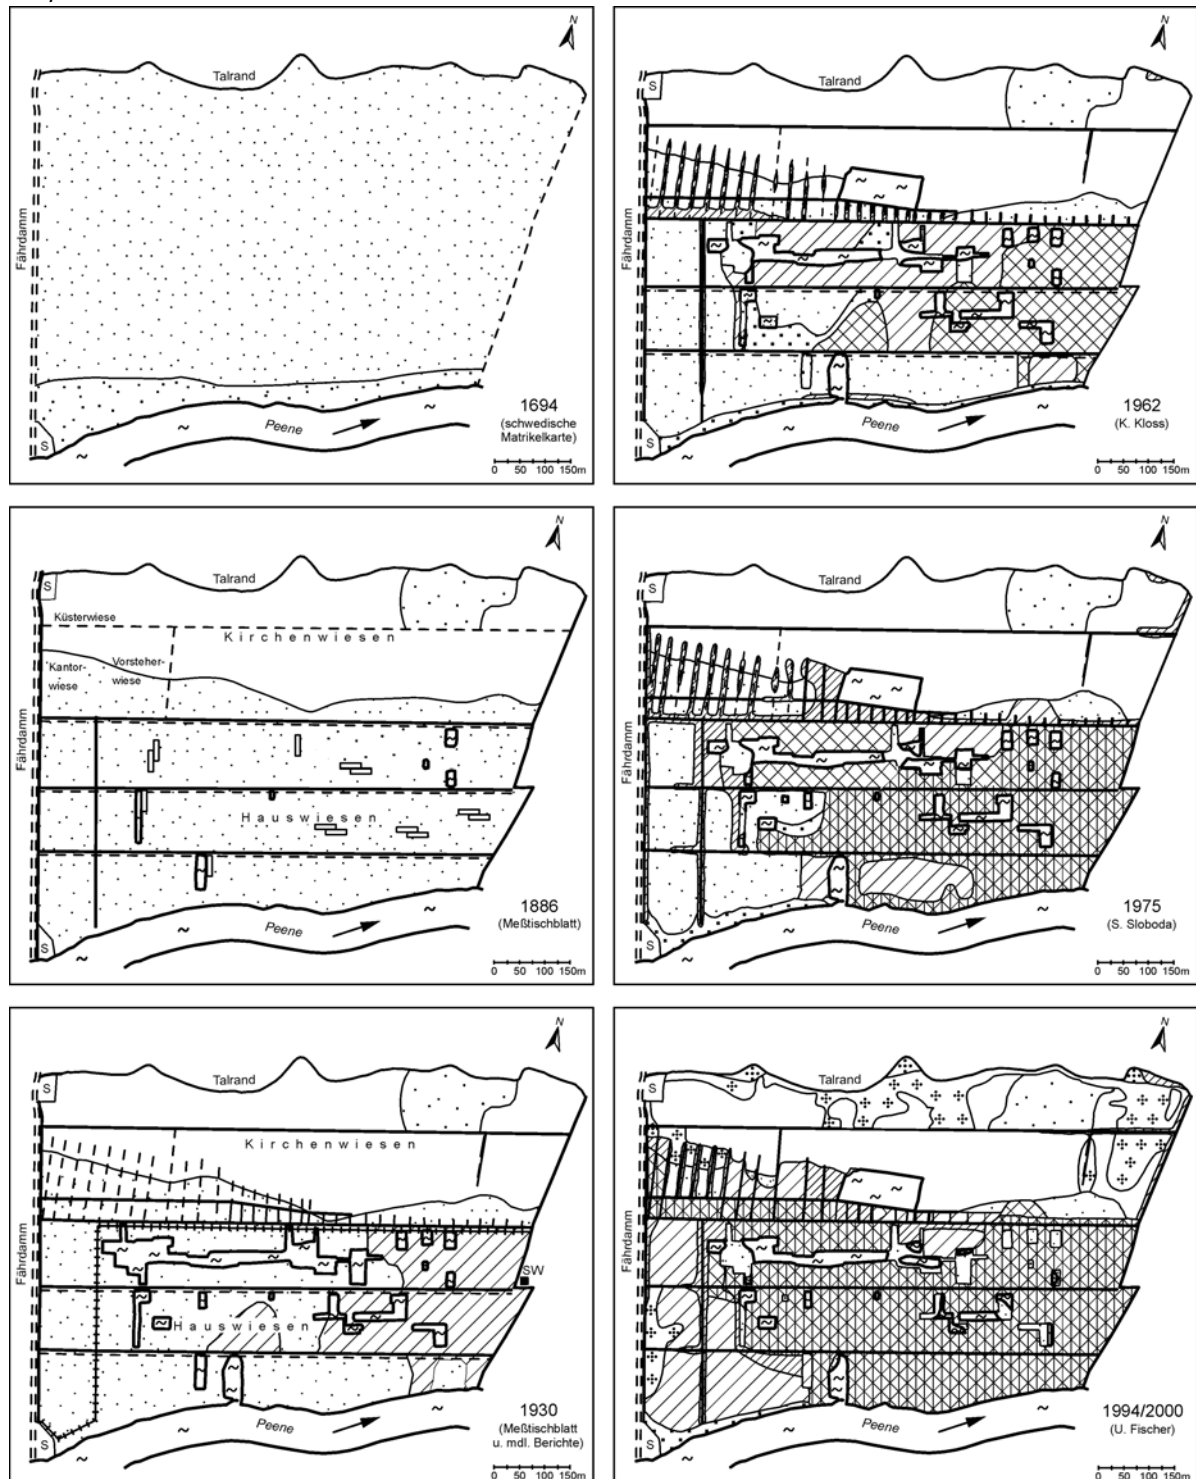 N
Talrand
Fährdamm
1694
(schwedische
Matrikelkarte)
Peene
~
~
~
S
0 50 100 150m
N
S
Talrand
Fährdamm
1962
(K. Kloss)
Peene
S
0 50 100 150m
N
S
Talrand
Küsterwiese
Kirchenwiesen
Kantor-
wiese
Vorsteher-
wiese
Fährdamm
Hauswiesen
1886
(Meßtischblatt)
Peene
S
0 50 100 150m
N
S
Talrand
Fährdamm
1975
(S. Sloboda)
Peene
S
0 50 100 150m
N
S
Talrand
Kirchenwiesen
Fährdamm
SW
Hauswiesen
1930
(Meßtischblatt
u. mdl. Berichte)
Peene
S
0 50 100 150m
N
S
Talrand
Fährdamm
1994/2000
(U. Fischer)
Peene
S
0 50 100 150m